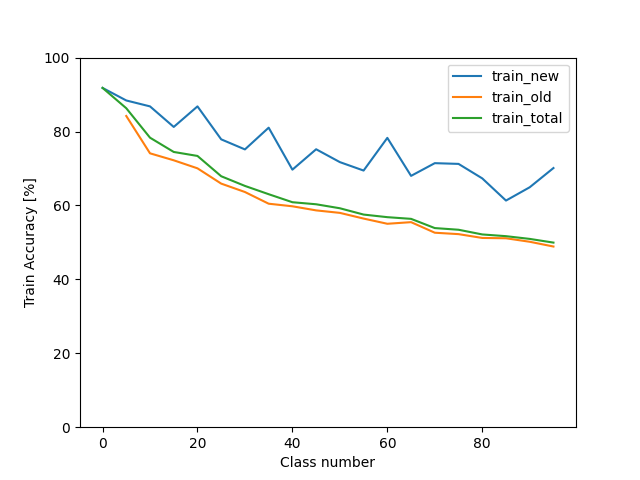 100
80
60
40
20
0
Train Accuracy [%]
train_new
train_old
train_total
0 20 40 60 80
Class number